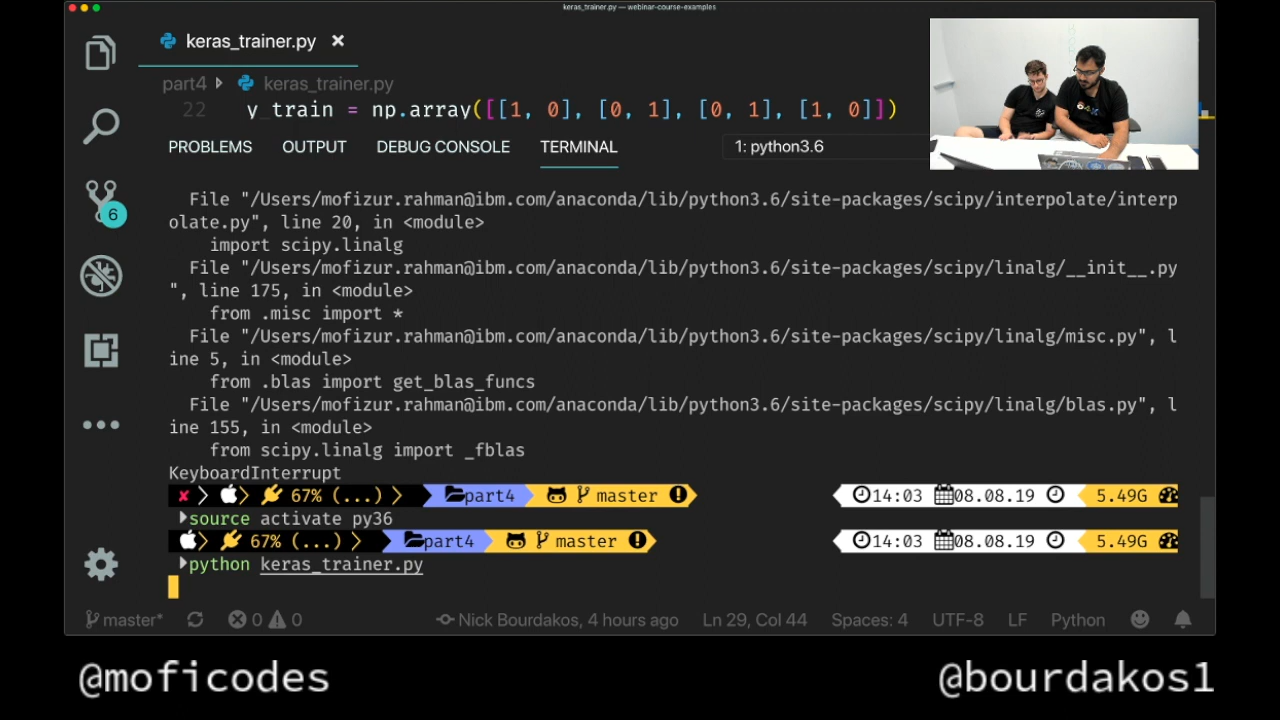 keras_trainer.py — webinar-course-examples
keras_trainer.py ×
part4 keras_trainer.py
22 y_train = np.array([[1, 0], [0, 1], [0, 1], [1, 0]])
PROBLEMS OUTPUT DEBUG CONSOLE TERMINAL 1: python3.6
File "/Users/mofizur.rahman@ibm.com/anaconda/lib/python3.6/site-packages/scipy/interpolate/interp
olate.py", line 20, in <module>
import scipy.linalg
File "/Users/mofizur.rahman@ibm.com/anaconda/lib/python3.6/site-packages/scipy/linalg/__init__.py
", line 175, in <module>
from .misc import *
File "/Users/mofizur.rahman@ibm.com/anaconda/lib/python3.6/site-packages/scipy/linalg/misc.py", l
ine 5, in <module>
from .blas import get_blas_funcs
File "/Users/mofizur.rahman@ibm.com/anaconda/lib/python3.6/site-packages/scipy/linalg/blas.py", l
ine 155, in <module>
from scipy.linalg import _fblas
KeyboardInterrupt
67% (...) part4 master 14:03 08.08.19 5.49G
source activate py36
67% (...) part4 master 14:03 08.08.19 5.49G
python keras_trainer.py
6
master* 0 0 Nick Bourdakos, 4 hours ago Ln 29, Col 44 Spaces: 4 UTF-8 LF Python
@moficodes @bourdakos1